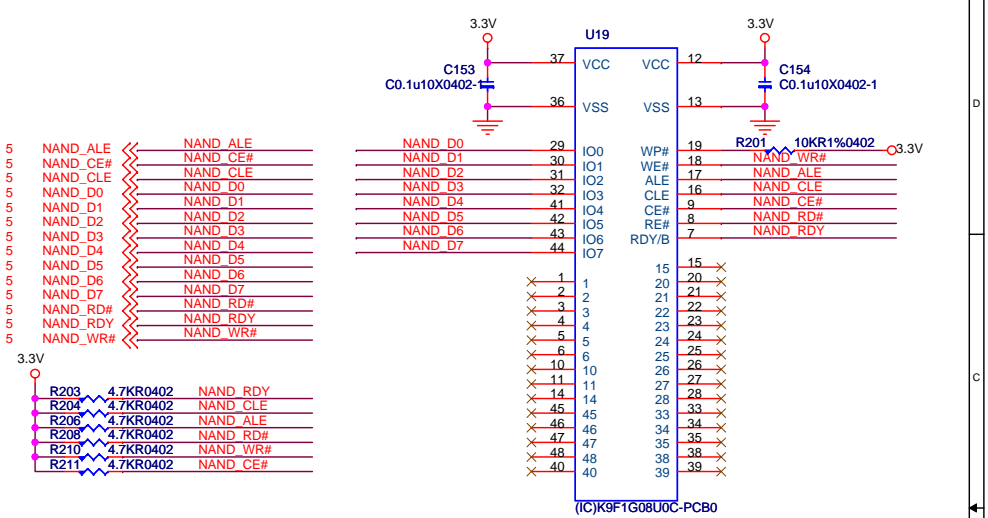 3.3V
3.3V
U19
37 VCC VCC 12
C153
C0.1u10X0402-1
C154
C0.1u10X0402-1
36 VSS VSS 13
D
R201 10KR1%0402
3.3V
5 NAND_ALE NAND_ALE
5 NAND_CE# NAND_CE#
5 NAND_CLE NAND_CLE
5 NAND_D0 NAND_D0
5 NAND_D1 NAND_D1
5 NAND_D2 NAND_D2
5 NAND_D3 NAND_D3
5 NAND_D4 NAND_D4
5 NAND_D5 NAND_D5
5 NAND_D6 NAND_D6
5 NAND_D7 NAND_D7
5 NAND_RD# NAND_RD#
5 NAND_RDY NAND_RDY
5 NAND_WR# NAND_WR#
NAND_D0 29 IO0 WP# 19
NAND_D1 30 IO1 WE# 18 NAND_WR#
NAND_D2 31 IO2 ALE 17 NAND_ALE
NAND_D3 32 IO3 CLE 16 NAND_CLE
NAND_D4 41 IO4 CE# 9 NAND_CE#
NAND_D5 42 IO5 RE# 8 NAND_RD#
NAND_D6 43 IO6 RDY/B 7 NAND_RDY
NAND_D7 44 IO7
15 15
1 1 20 20
2 2 21 21
3 3 22 22
4 4 23 23
5 5 24 24
6 6 25 25
10 10 26 26
11 11 27 27
14 14 28 28
45 45 33 33
46 46 34 34
47 47 35 35
48 48 38 38
40 40 39 39
3.3V
R203 4.7KR0402 NAND_RDY
R204 4.7KR0402 NAND_CLE
R206 4.7KR0402 NAND_ALE
R208 4.7KR0402 NAND_RD#
R210 4.7KR0402 NAND_WR#
R211 4.7KR0402 NAND_CE#
C
(IC)K9F1G08U0C-PCB0